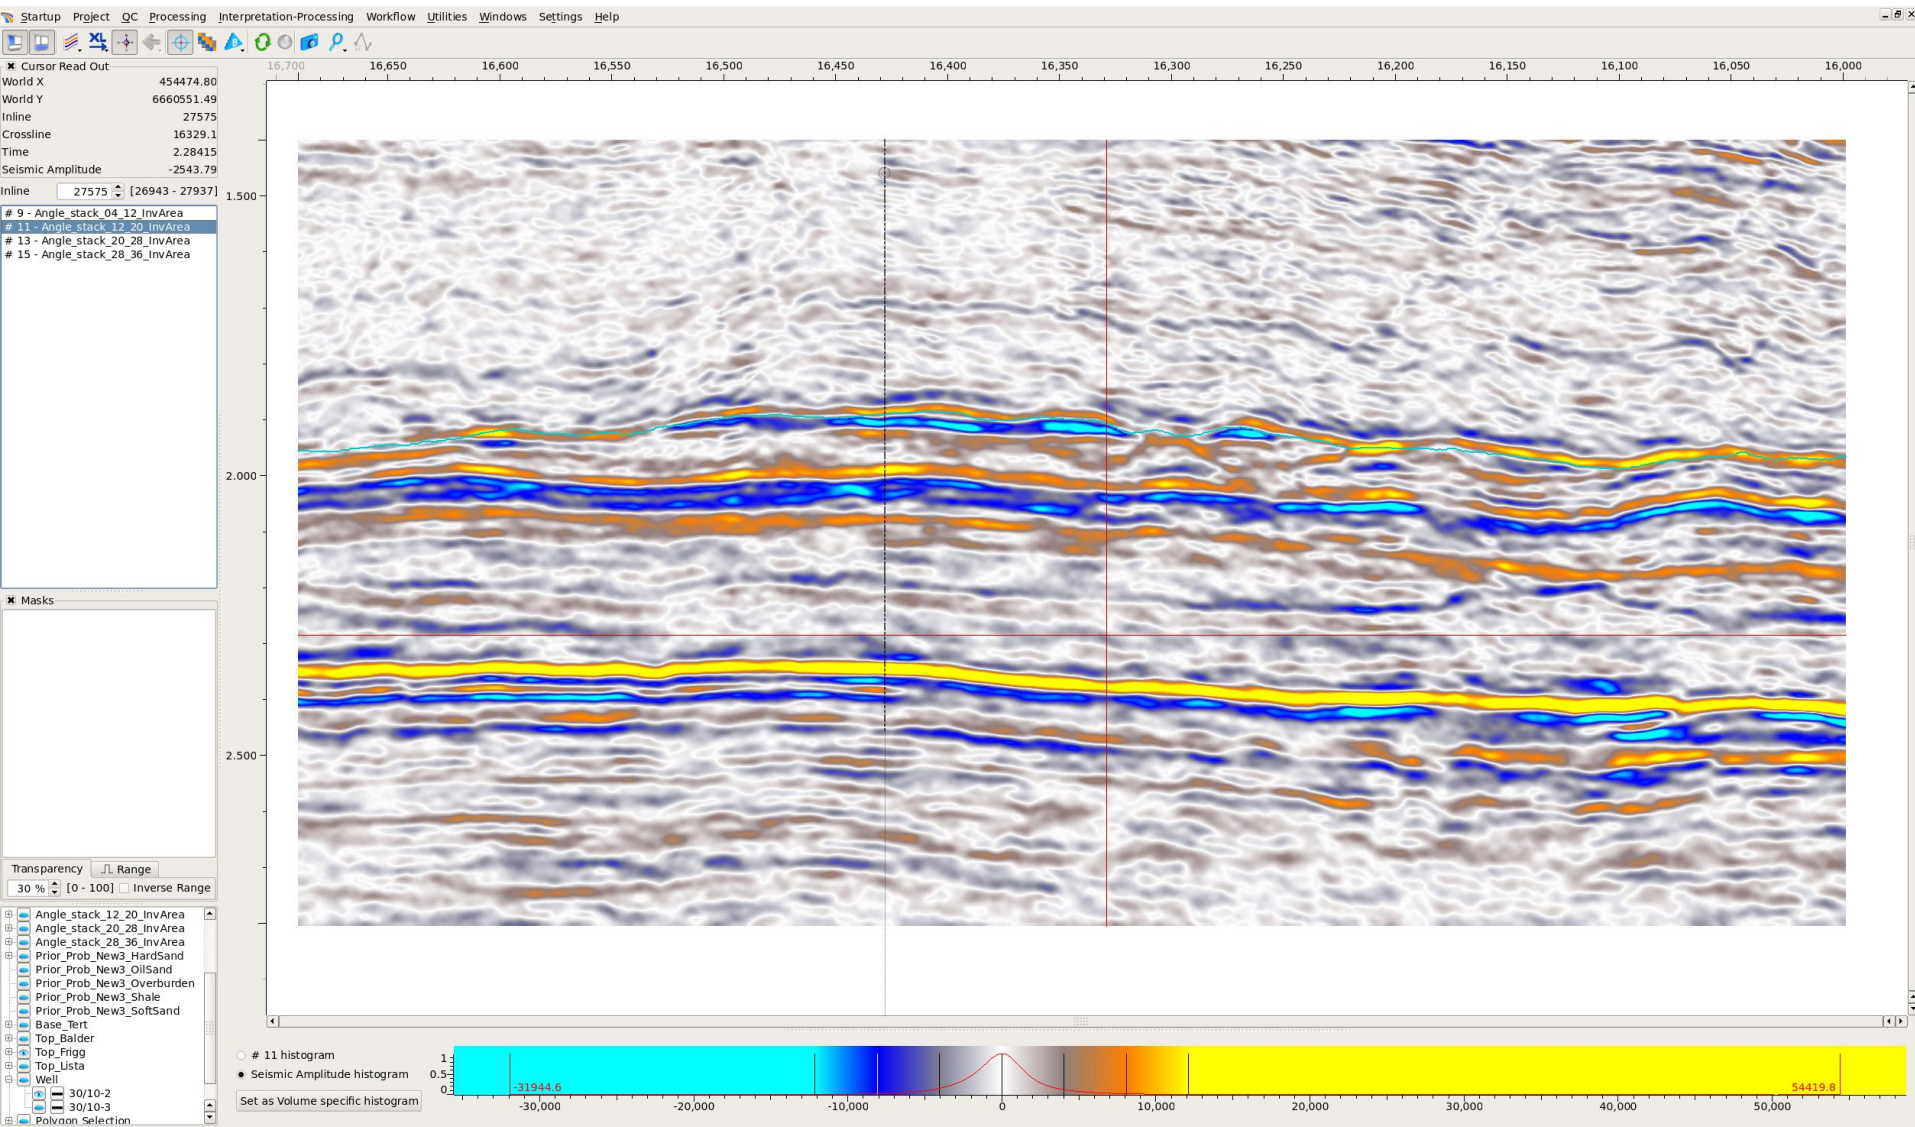 Startup Project QC Processing Interpretation-Processing Workflow Utilities Windows Settings Help
XL
Cursor Read Out
World X 454474.80
World Y 6660551.49
Inline 27575
Crossline 16329.1
Time 2.28415
Seismic Amplitude -2543.79
Inline 27575 [26943 - 27937]
# 9 - Angle_stack_04_12_InvArea
# 11 - Angle_stack_12_20_InvArea
# 13 - Angle_stack_20_28_InvArea
# 15 - Angle_stack_28_36_InvArea
Masks
Transparency Range
30 % [0 - 100] Inverse Range
Angle_stack_12_20_InvArea
Angle_stack_20_28_InvArea
Angle_stack_28_36_InvArea
Prior_Prob_New3_HardSand
Prior_Prob_New3_OilSand
Prior_Prob_New3_Overburden
Prior_Prob_New3_Shale
Prior_Prob_New3_SoftSand
Base_Tert
Top_Balder
Top_Frigg
Top_Lista
Well
30/10-2
30/10-3
Polygon Selection
16,700 16,650 16,600 16,550 16,500 16,450 16,400 16,350 16,300 16,250 16,200 16,150 16,100 16,050 16,000
1.500
2.000
2.500
# 11 histogram
Seismic Amplitude histogram
Set as Volume specific histogram
1
0.5
0
-31944.6 54419.8
-30,000 -20,000 -10,000 0 10,000 20,000 30,000 40,000 50,000